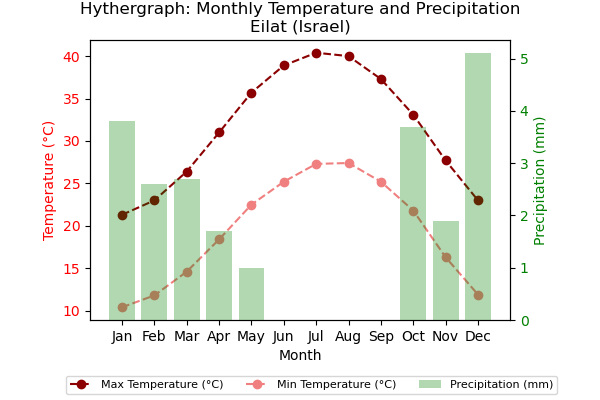 Hythergraph: Monthly Temperature and Precipitation
Eilat (Israel)
Temperature (°C)
40
35
30
25
20
15
10
Precipitation (mm)
5
4
3
2
1
0
Jan Feb Mar Apr May Jun Jul Aug Sep Oct Nov Dec
Month
Max Temperature (°C) Min Temperature (°C) Precipitation (mm)